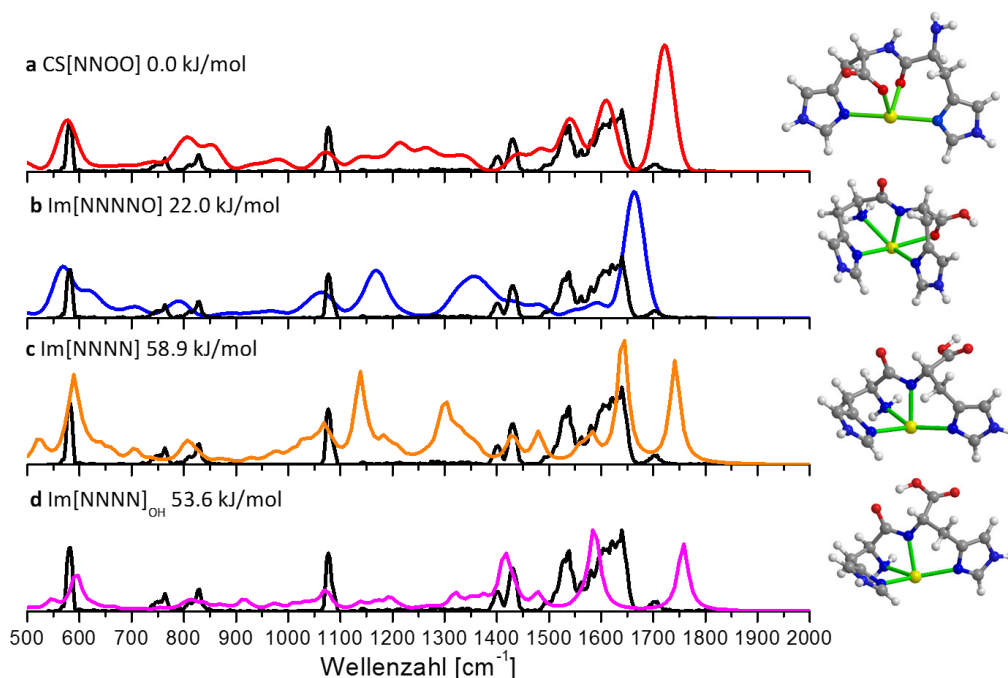 a CS[NNOO] 0.0 kJ/mol
b Im[NNNNO] 22.0 kJ/mol
c Im[NNNN] 58.9 kJ/mol
d Im[NNNN]OH 53.6 kJ/mol
500 600 700 800 900 1000 1100 1200 1300 1400 1500 1600 1700 1800 1900 2000
Wellenzahl [cm-1]